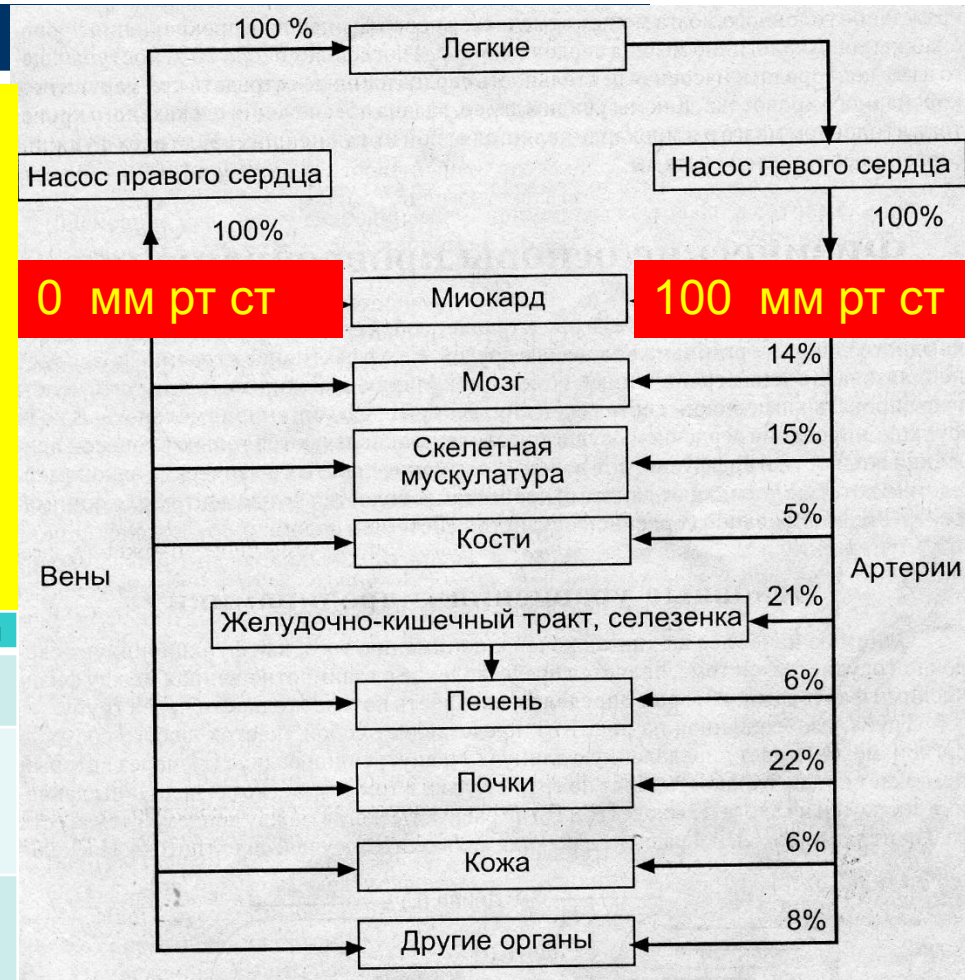 100 %
Легкие
Насос правого сердца
Насос левого сердца
100%
100%
0 мм рт ст
Миокард
100 мм рт ст
14%
Мозг
15%
Скелетная
мускулатура
5%
Кости
Вены
Артерии
21%
Желудочно-кишечный тракт, селезенка
6%
Печень
22%
Почки
6%
Кожа
8%
Другие органы